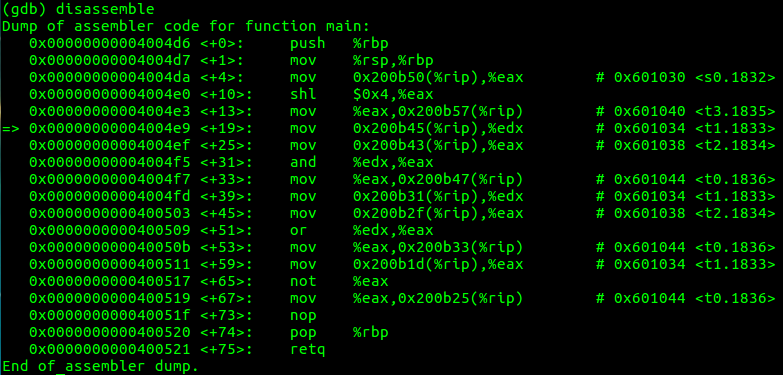 (gdb) disassemble
Dump of assembler code for function main:
   0x00000000004004d6 <+0>:     push   %rbp
   0x00000000004004d7 <+1>:     mov    %rsp,%rbp
   0x00000000004004da <+4>:     mov    0x200b50(%rip),%eax        # 0x601030 <s0.1832>
   0x00000000004004e0 <+10>:    shl    $0x4,%eax
   0x00000000004004e3 <+13>:    mov    %eax,0x200b57(%rip)        # 0x601040 <t3.1835>
=> 0x00000000004004e9 <+19>:    mov    0x200b45(%rip),%edx        # 0x601034 <t1.1833>
   0x00000000004004ef <+25>:    mov    0x200b43(%rip),%eax        # 0x601038 <t2.1834>
   0x00000000004004f5 <+31>:    and    %edx,%eax
   0x00000000004004f7 <+33>:    mov    %eax,0x200b47(%rip)        # 0x601044 <t0.1836>
   0x00000000004004fd <+39>:    mov    0x200b31(%rip),%edx        # 0x601034 <t1.1833>
   0x0000000000400503 <+45>:    mov    0x200b2f(%rip),%eax        # 0x601038 <t2.1834>
   0x0000000000400509 <+51>:    or     %edx,%eax
   0x000000000040050b <+53>:    mov    %eax,0x200b33(%rip)        # 0x601044 <t0.1836>
   0x0000000000400511 <+59>:    mov    0x200b1d(%rip),%eax        # 0x601034 <t1.1833>
   0x0000000000400517 <+65>:    not    %eax
   0x0000000000400519 <+67>:    mov    %eax,0x200b25(%rip)        # 0x601044 <t0.1836>
   0x000000000040051f <+73>:    nop
   0x0000000000400520 <+74>:    pop    %rbp
   0x0000000000400521 <+75>:    retq
End of assembler dump.